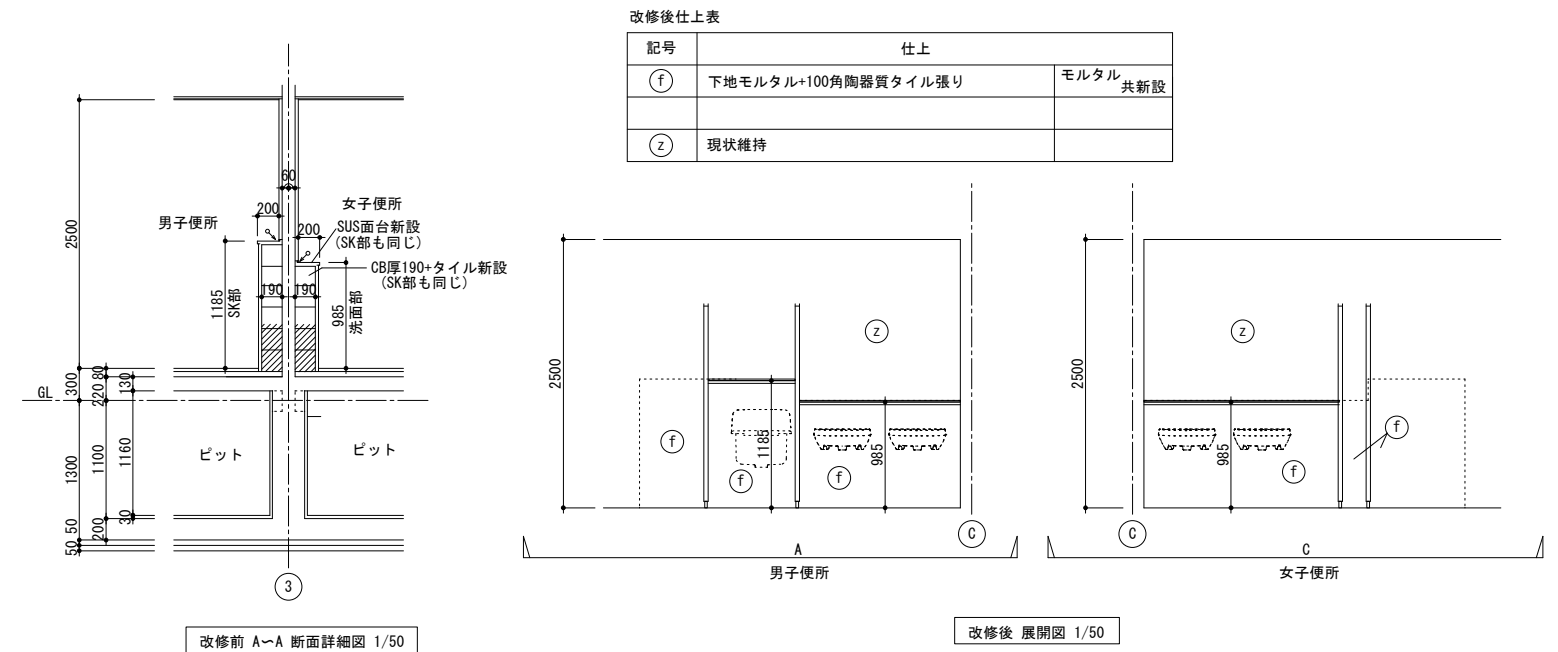 改修後仕上表
記号 仕上
f 下地モルタル+100角陶器質タイル張り モルタル共新設
z 現状維持
60
男子便所
女子便所
200
200
SUS面台新設
(SK部も同じ)
CB厚190+タイル新設
(SK部も同じ)
2500
190
190
1185
SK部
985
洗面部
300
80
220
130
GL
ピット
ピット
1300
1100
1160
50
200
30
50
3
改修前 A〜A 断面詳細図 1/50
2500
z
f
f
1185
f
985
C
A
男子便所
2500
z
985
f
f
C
C
女子便所
改修後 展開図 1/50